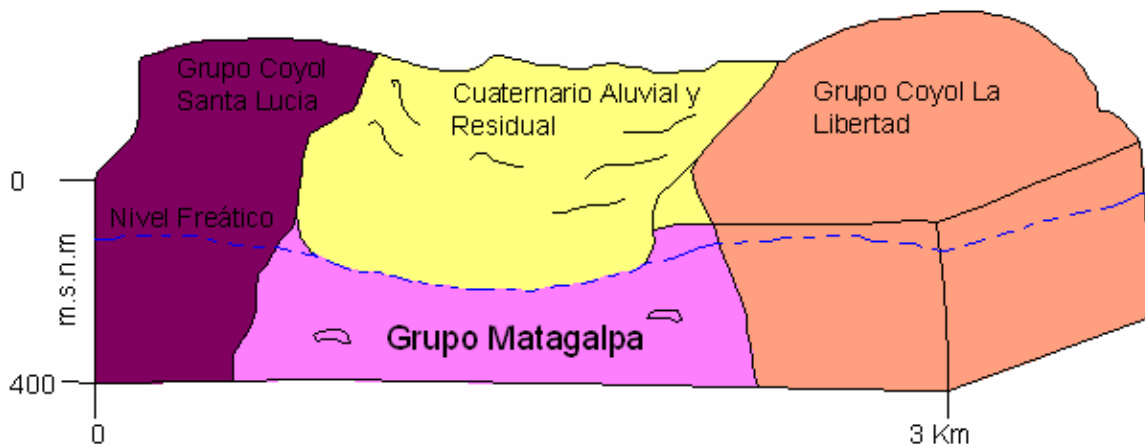 Grupo Coyol
Santa Lucia
Cuaternario Aluvial y
Residual
Grupo Coyol La
Libertad
0
Nivel Freático
m.s.n.m
Grupo Matagalpa
400
0
3 Km